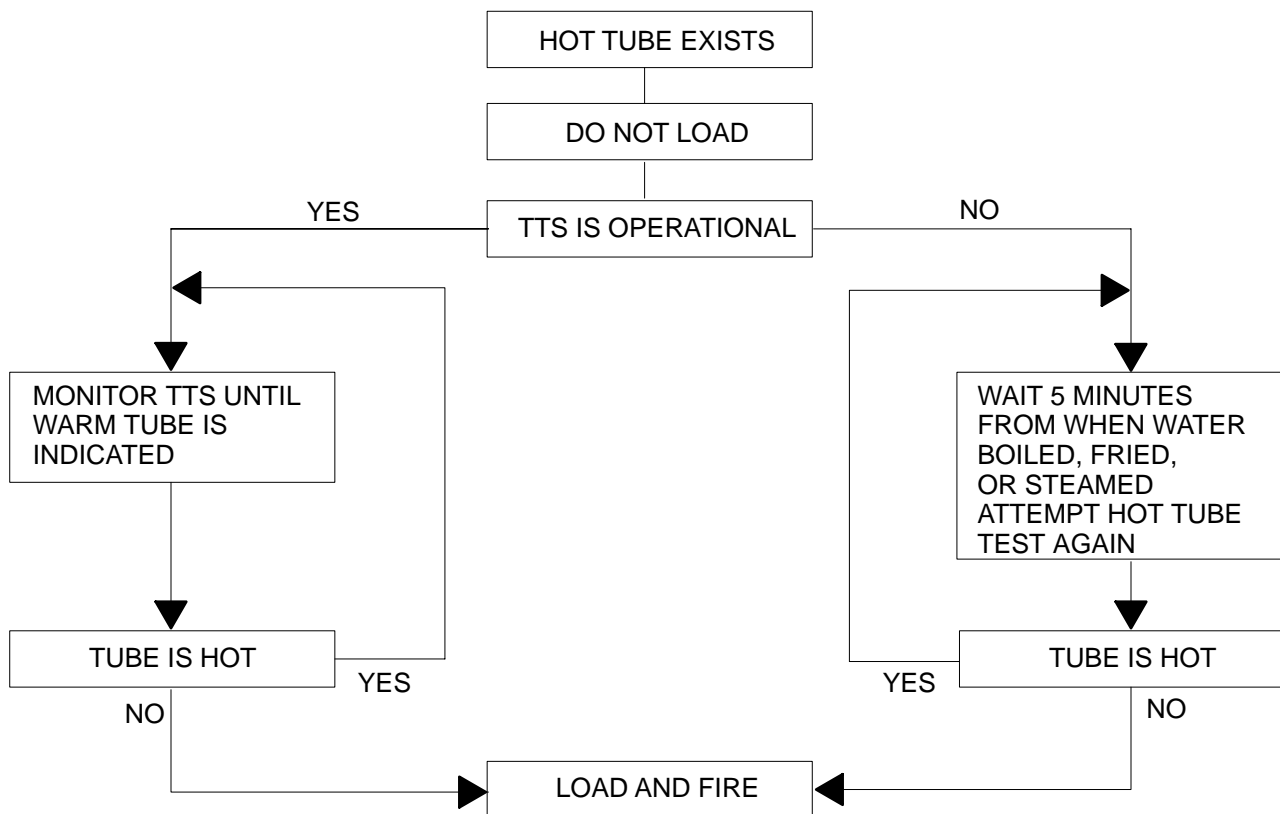 HOT TUBE EXISTS
DO NOT LOAD
YES
TTS IS OPERATIONAL
NO
MONITOR TTS UNTIL
WARM TUBE IS
INDICATED
WAIT 5 MINUTES
FROM WHEN WATER
BOILED, FRIED,
OR STEAMED
ATTEMPT HOT TUBE
TEST AGAIN
TUBE IS HOT
YES
NO
TUBE IS HOT
YES
NO
LOAD AND FIRE